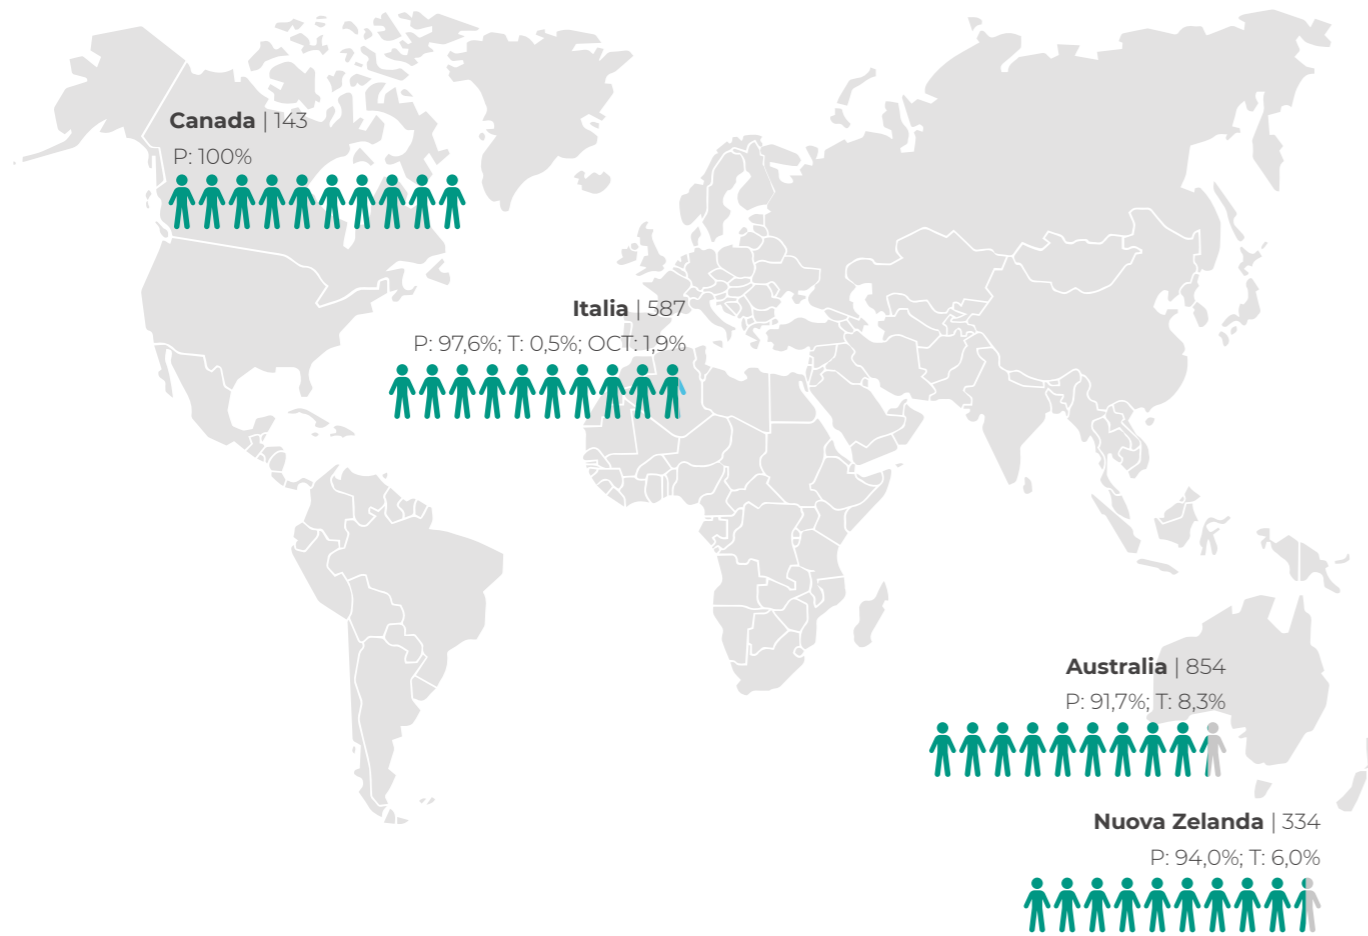 Canada | 143
P: 100%
Italia | 587
P: 97,6%; T: 0,5%; OCT: 1,9%
Australia | 854
P: 91,7%; T: 8,3%
Nuova Zelanda | 334
P: 94,0%; T: 6,0%